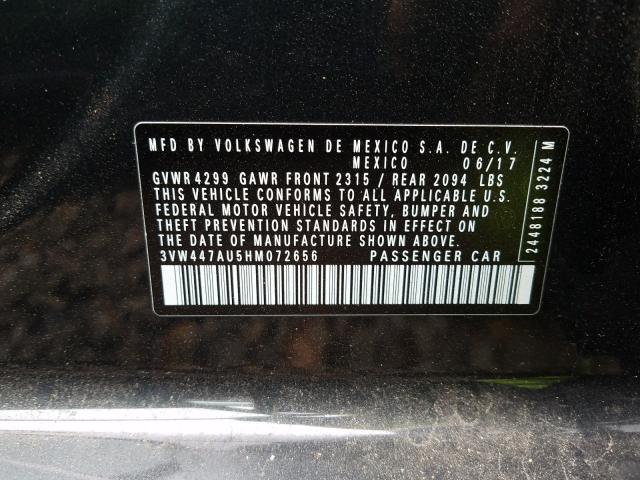 MFD BY VOLKSWAGEN DE MEXICO S.A. DE C.V.
MEXICO 06/17
GVWR 4299 GAWR FRONT 2315 / REAR 2094 LBS
THIS VEHICLE CONFORMS TO ALL APPLICABLE U.S.
FEDERAL MOTOR VEHICLE SAFETY, BUMPER AND
THEFT PREVENTION STANDARDS IN EFFECT ON
THE DATE OF MANUFACTURE SHOWN ABOVE.
3VW447AU5HM072656 PASSENGER CAR
2448188 3224 M